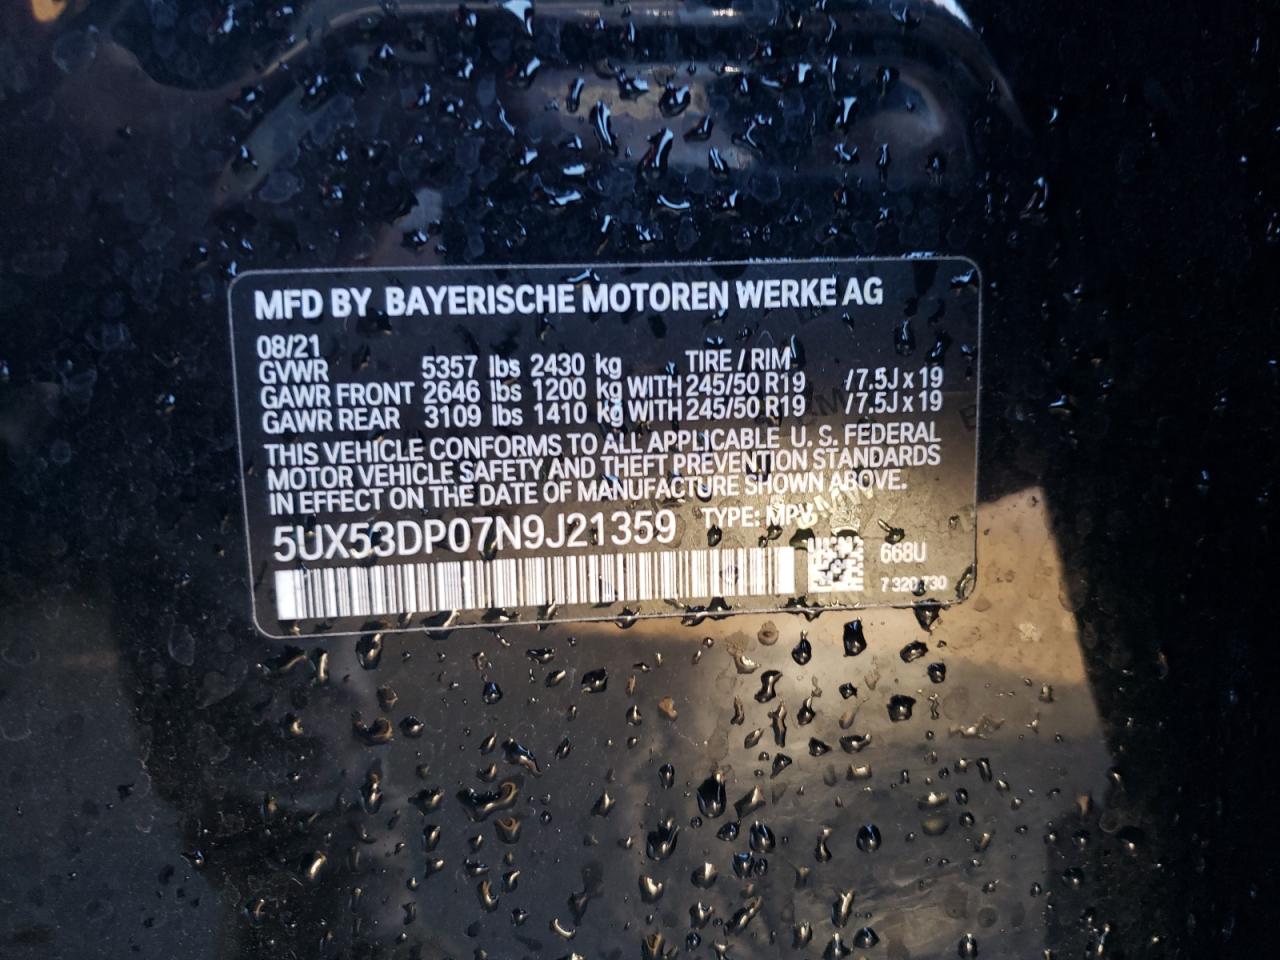 MFD BY BAYERISCHE MOTOREN WERKE AG
08/21
GVWR 5357 lbs 2430 kg TIRE / RIM
GAWR FRONT 2646 lbs 1200 kg WITH 245/50 R19 /7.5J x 19
GAWR REAR 3109 lbs 1410 kg WITH 245/50 R19 /7.5J x 19
THIS VEHICLE CONFORMS TO ALL APPLICABLE U. S. FEDERAL
MOTOR VEHICLE SAFETY AND THEFT PREVENTION STANDARDS
IN EFFECT ON THE DATE OF MANUFACTURE SHOWN ABOVE.
5UX53DP07N9J21359 TYPE: MPV
668U
7 320 730